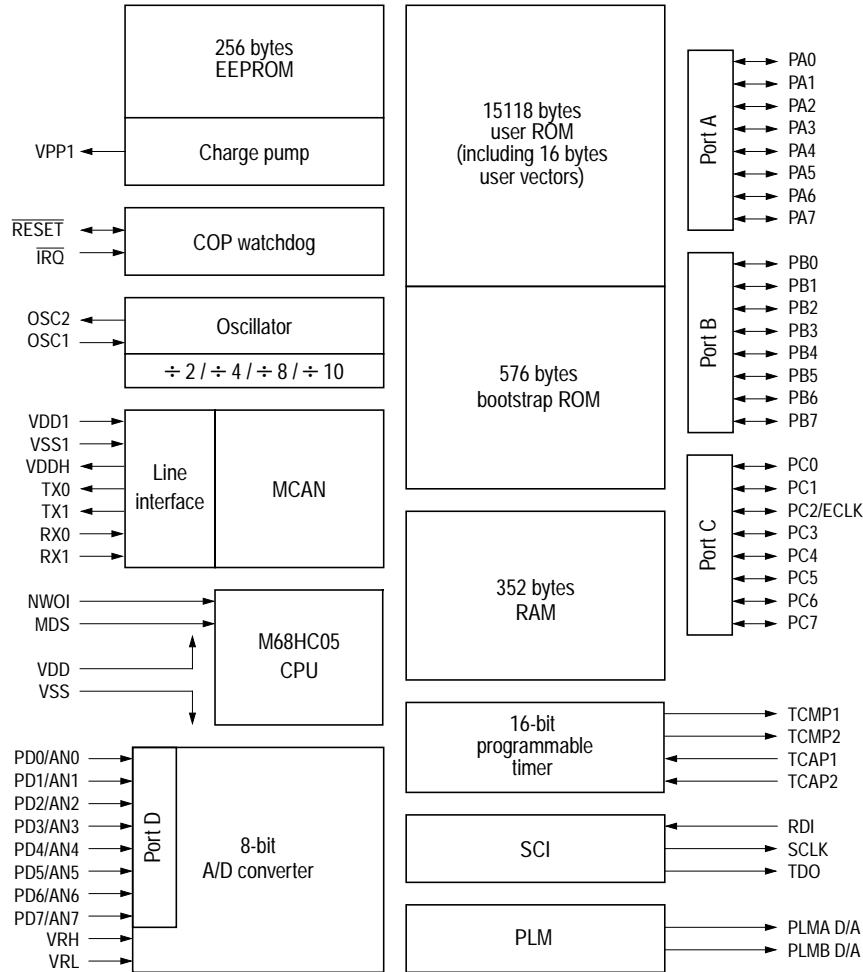 256 bytes
EEPROM
Charge pump
VPP1
RESET
IRQ
COP watchdog
OSC2
OSC1
Oscillator
÷ 2 / ÷ 4 / ÷ 8 / ÷ 10
VDD1
VSS1
VDDH
TX0
TX1
RX0
RX1
Line
interface
MCAN
NWOI
MDS
VDD
VSS
M68HC05
CPU
PD0/AN0
PD1/AN1
PD2/AN2
PD3/AN3
PD4/AN4
PD5/AN5
PD6/AN6
PD7/AN7
VRH
VRL
Port D
8-bit
A/D converter
15118 bytes
user ROM
(including 16 bytes
user vectors)
576 bytes
bootstrap ROM
352 bytes
RAM
16-bit
programmable
timer
SCI
PLM
Port A
PA0
PA1
PA2
PA3
PA4
PA5
PA6
PA7
Port B
PB0
PB1
PB2
PB3
PB4
PB5
PB6
PB7
Port C
PC0
PC1
PC2/ECLK
PC3
PC4
PC5
PC6
PC7
TCMP1
TCMP2
TCAP1
TCAP2
RDI
SCLK
TDO
PLMA D/A
PLMB D/A